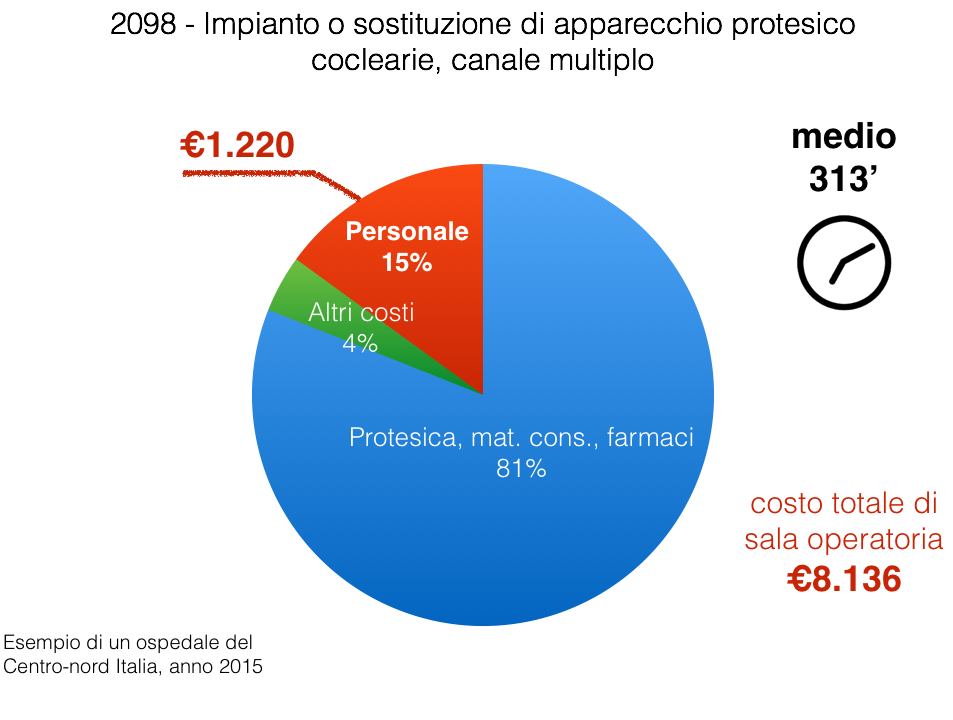 2098 - Impianto o sostituzione di apparecchio protesico
coclearie, canale multiplo
€1.220
medio
313’
Personale
15%
Altri costi
4%
Protesica, mat. cons., farmaci
81%
costo totale di
sala operatoria
€8.136
Esempio di un ospedale del
Centro-nord Italia, anno 2015